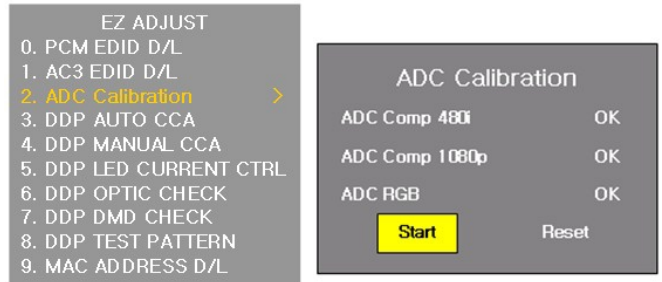 EZ ADJUST
0. PCM EDID D/L
1. AC3 EDID D/L
2. ADC Calibration >
3. DDP AUTO CCA
4. DDP MANUAL CCA
5. DDP LED CURRENT CTRL
6. DDP OPTIC CHECK
7. DDP DMD CHECK
8. DDP TEST PATTERN
9. MAC ADDRESS D/L
ADC Calibration
ADC Comp 480i OK
ADC Comp 1080p OK
ADC RGB OK
Start Reset